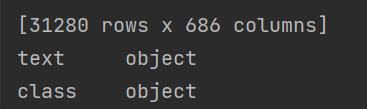 [31280 rows x 686 columns]
text     object
class    object